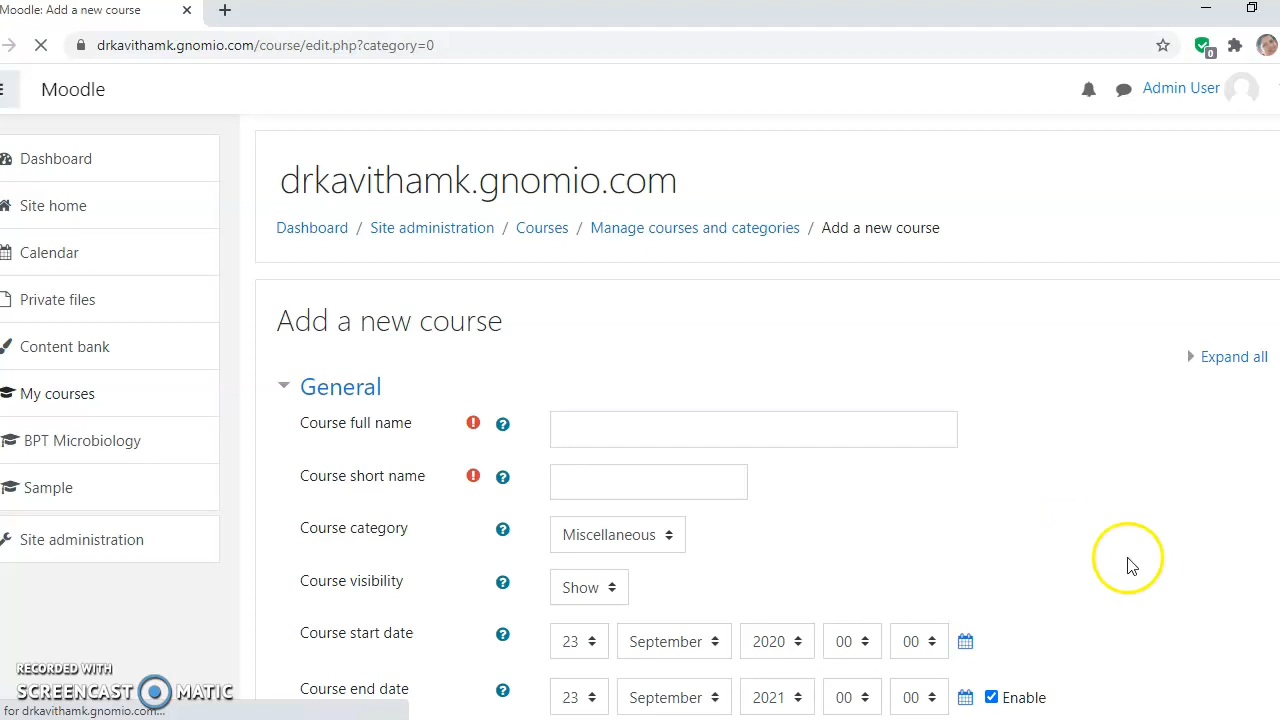 Moodle: Add a new course
drkavithamk.gnomio.com/course/edit.php?category=0
0
Moodle
Admin User
Dashboard
Site home
Calendar
Private files
Content bank
My courses
BPT Microbiology
Sample
Site administration
drkavithamk.gnomio.com
Dashboard / Site administration / Courses / Manage courses and categories / Add a new course
Add a new course
Expand all
General
Course full name
Course short name
Course category Miscellaneous
Course visibility Show
Course start date 23 September 2020 00 00
Course end date 23 September 2021 00 00 Enable
RECORDED WITH
SCREENCAST MATIC
for drkavithamk.gnomio.com...